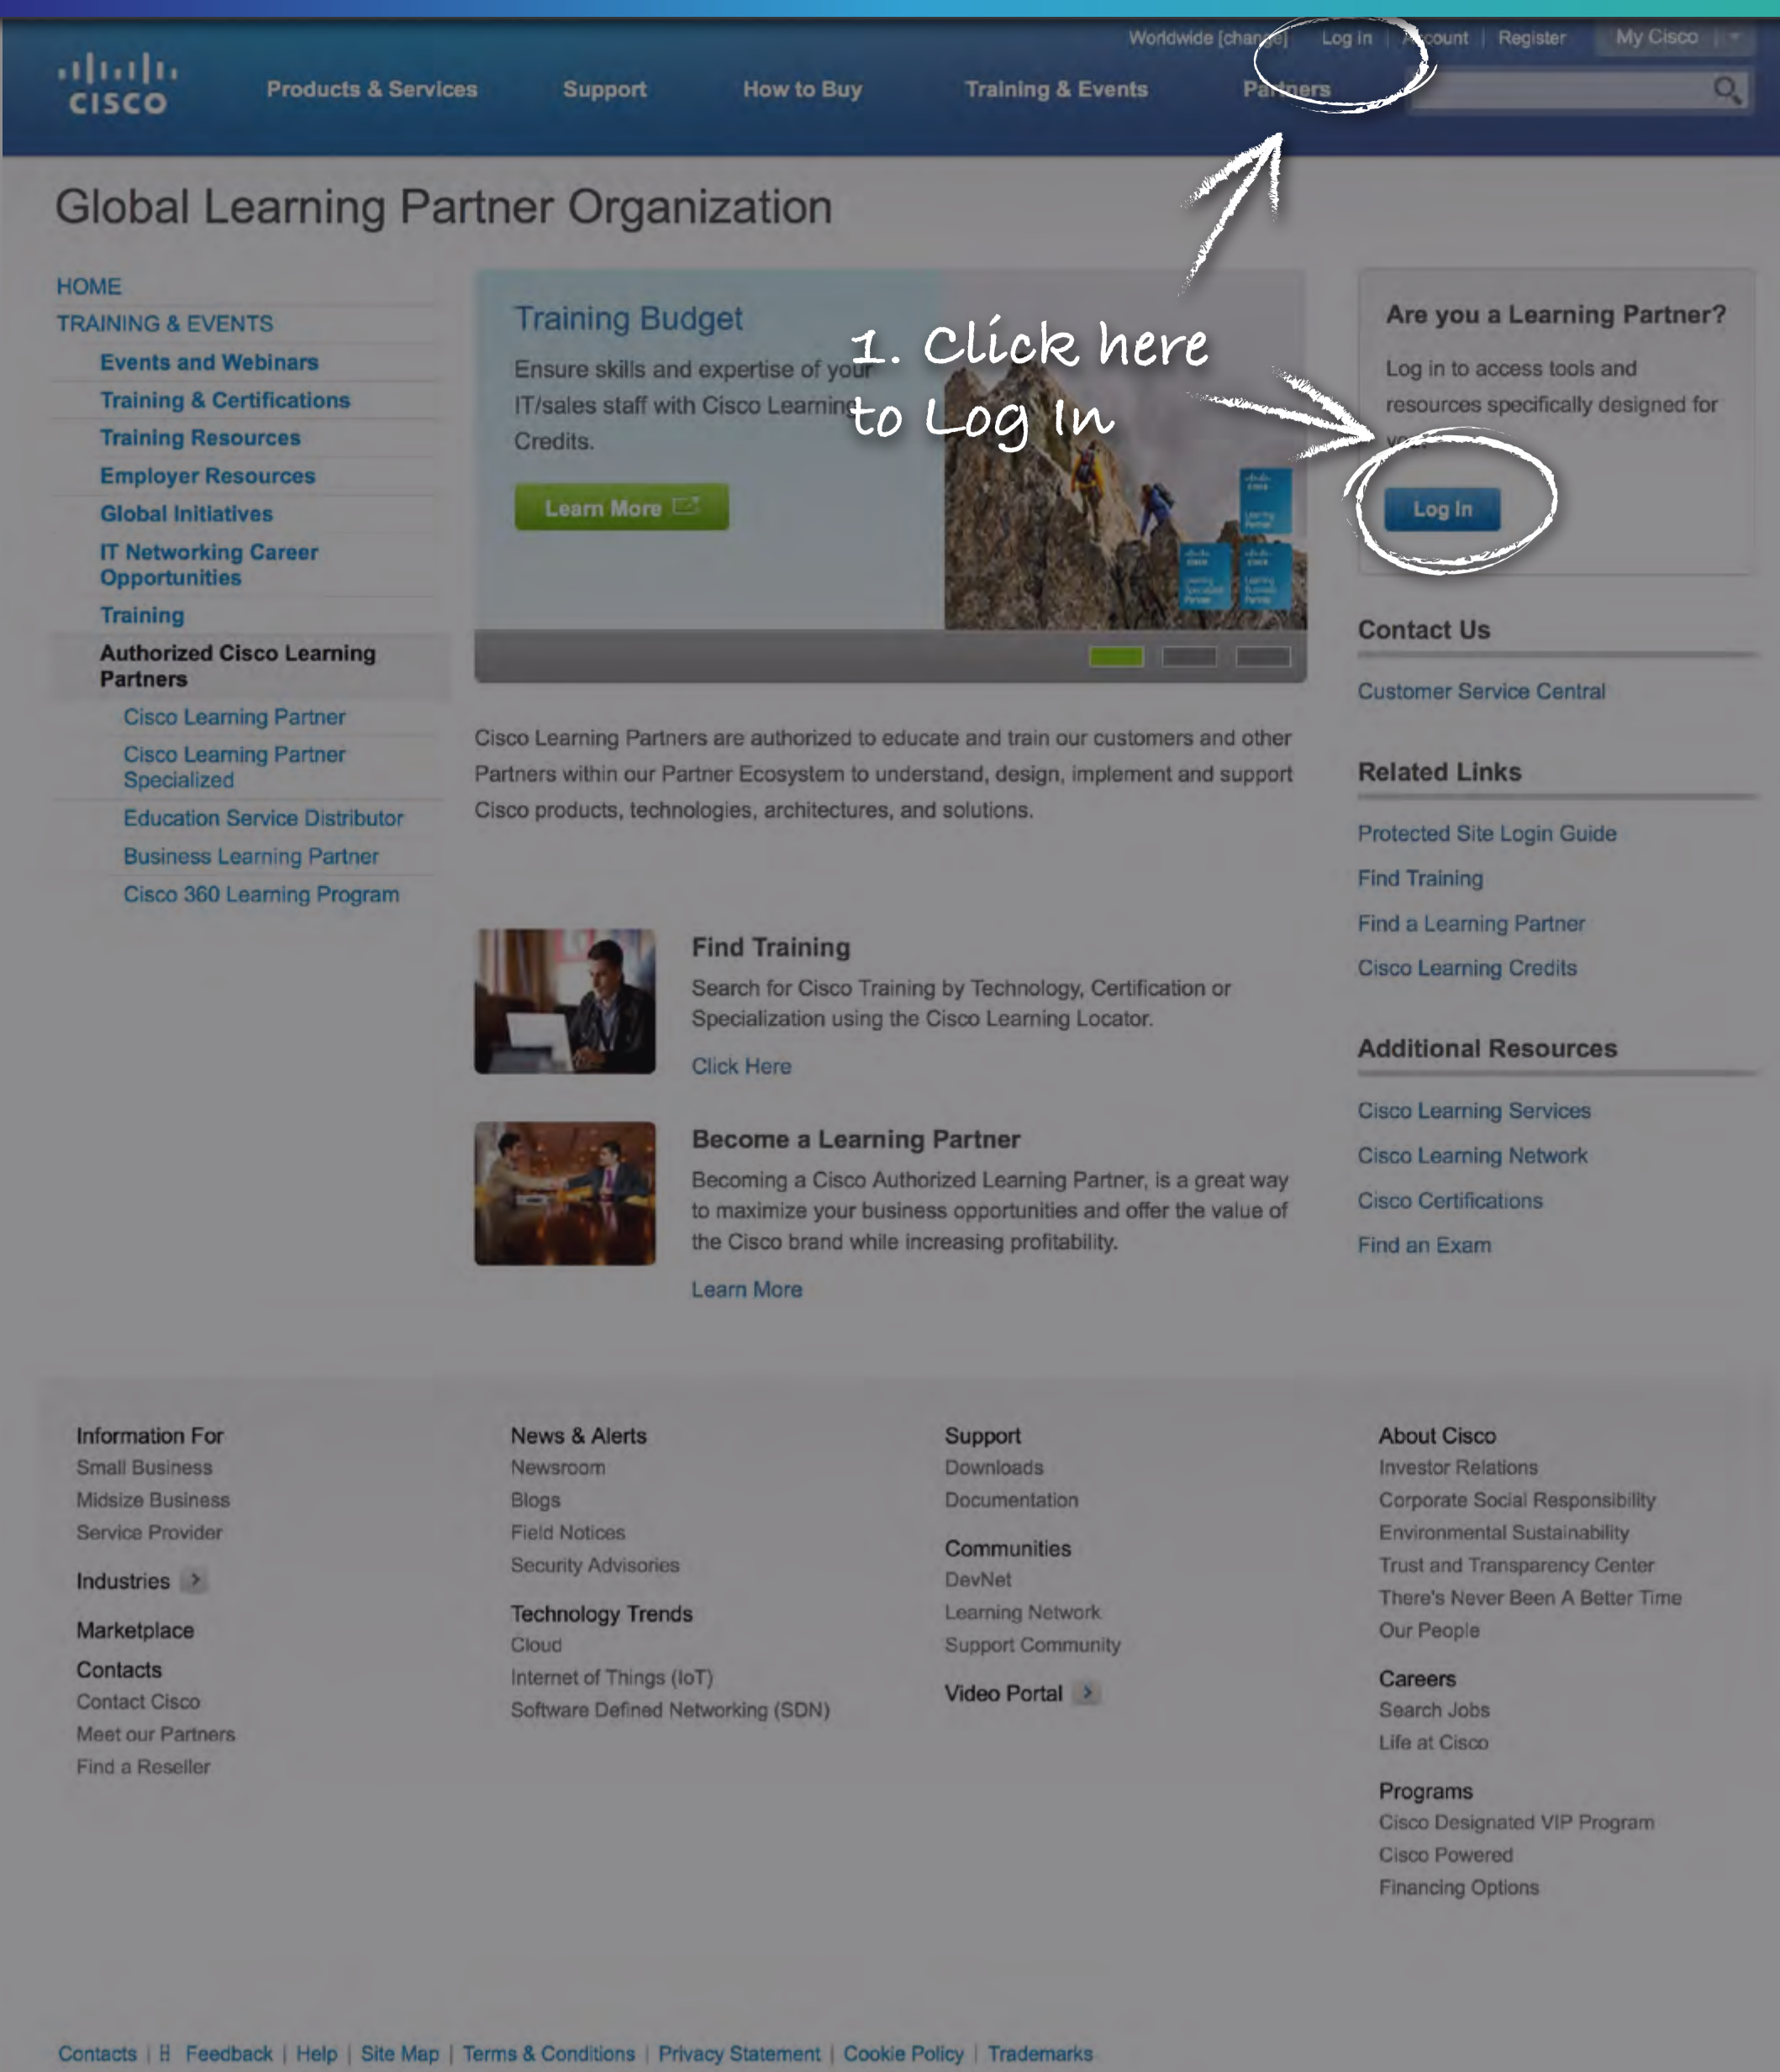 Worldwide [change] Log In | Account | Register My Cisco
CISCO
Products & Services Support How to Buy Training & Events Partners
Global Learning Partner Organization
HOME
TRAINING & EVENTS
Events and Webinars
Training & Certifications
Training Resources
Employer Resources
Global Initiatives
IT Networking Career
Opportunities
Training
Authorized Cisco Learning
Partners
Cisco Learning Partner
Cisco Learning Partner
Specialized
Education Service Distributor
Business Learning Partner
Cisco 360 Learning Program
Training Budget
Ensure skills and expertise of your
IT/sales staff with Cisco Learning
Credits.
Learn More
1. Click here
to Log In
Are you a Learning Partner?
Log in to access tools and
resources specifically designed for
Log In
Contact Us
Customer Service Central
Related Links
Protected Site Login Guide
Find Training
Find a Learning Partner
Cisco Learning Credits
Additional Resources
Cisco Learning Services
Cisco Learning Network
Cisco Certifications
Find an Exam
Cisco Learning Partners are authorized to educate and train our customers and other
Partners within our Partner Ecosystem to understand, design, implement and support
Cisco products, technologies, architectures, and solutions.
Find Training
Search for Cisco Training by Technology, Certification or
Specialization using the Cisco Learning Locator.
Click Here
Become a Learning Partner
Becoming a Cisco Authorized Learning Partner, is a great way
to maximize your business opportunities and offer the value of
the Cisco brand while increasing profitability.
Learn More
Information For
Small Business
Midsize Business
Service Provider
Industries
Marketplace
Contacts
Contact Cisco
Meet our Partners
Find a Reseller
News & Alerts
Newsroom
Blogs
Field Notices
Security Advisories
Technology Trends
Cloud
Internet of Things (IoT)
Software Defined Networking (SDN)
Support
Downloads
Documentation
Communities
DevNet
Learning Network
Support Community
Video Portal
About Cisco
Investor Relations
Corporate Social Responsibility
Environmental Sustainability
Trust and Transparency Center
There's Never Been A Better Time
Our People
Careers
Search Jobs
Life at Cisco
Programs
Cisco Designated VIP Program
Cisco Powered
Financing Options
Contacts | Feedback | Help | Site Map | Terms & Conditions | Privacy Statement | Cookie Policy | Trademarks